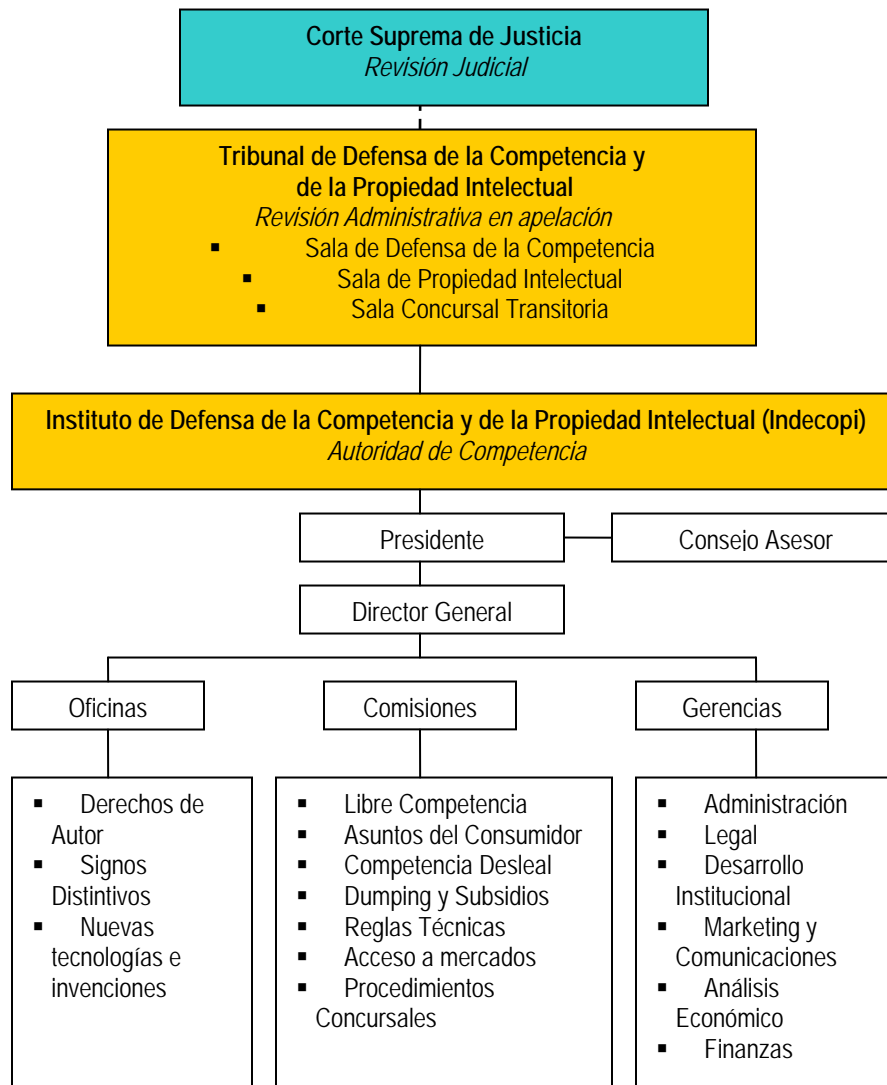 Corte Suprema de Justicia
Revisión Judicial
Tribunal de Defensa de la Competencia y
de la Propiedad Intelectual
Revisión Administrativa en apelación
▪ Sala de Defensa de la Competencia
▪ Sala de Propiedad Intelectual
▪ Sala Concursal Transitoria
Instituto de Defensa de la Competencia y de la Propiedad Intelectual (Indecopi)
Autoridad de Competencia
Presidente
Consejo Asesor
Director General
Oficinas
Comisiones
Gerencias
▪ Derechos de
Autor
▪ Signos
Distintivos
▪ Nuevas
tecnologías e
invenciones
▪ Libre Competencia
▪ Asuntos del Consumidor
▪ Competencia Desleal
▪ Dumping y Subsidios
▪ Reglas Técnicas
▪ Acceso a mercados
▪ Procedimientos
Concursales
▪ Administración
▪ Legal
▪ Desarrollo
Institucional
▪ Marketing y
Comunicaciones
▪ Análisis
Económico
▪ Finanzas